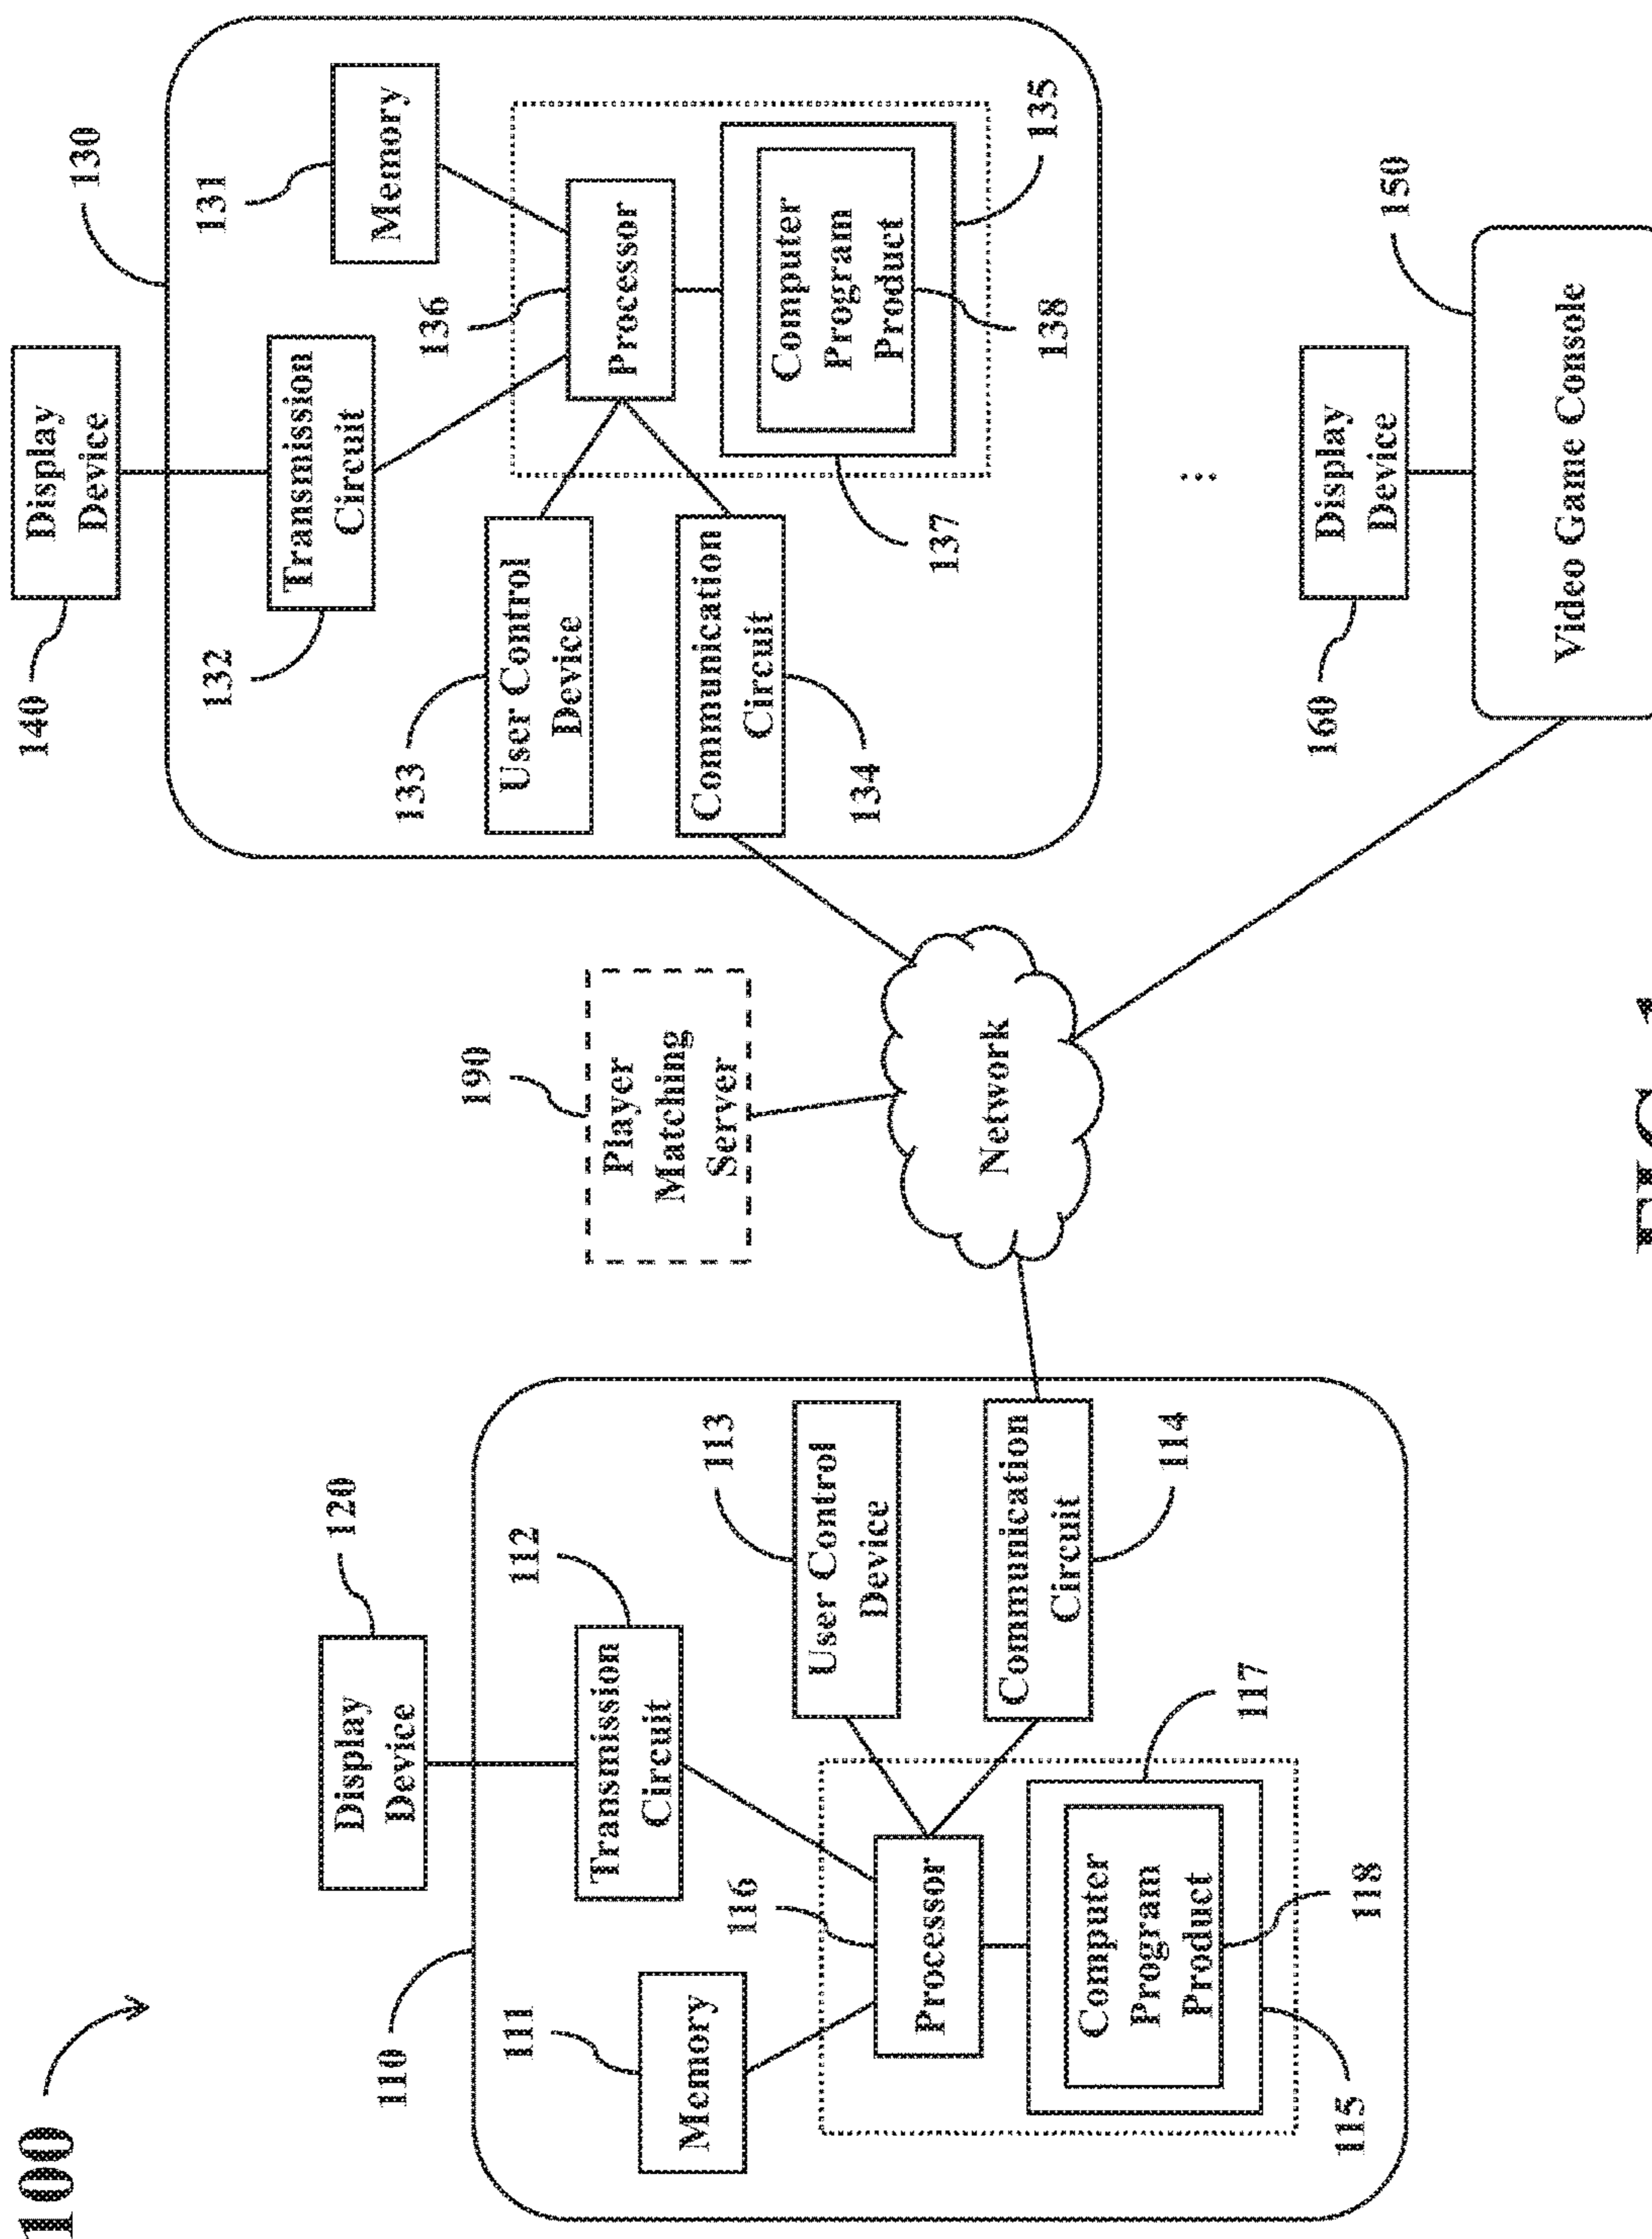 100
110
120
Display
Device
111
Memory
112
Transmission
Circuit
116
Processor
113
User Control
Device
114
Communication
Circuit
117
Computer
Program
Product
118
115
190
Player
Matching
Server
Network
140
Display
Device
130
132
Transmission
Circuit
131
Memory
133
User Control
Device
136
Processor
134
Communication
Circuit
137
Computer
Program
Product
138
135
...
160
Display
Device
150
Video Game Console